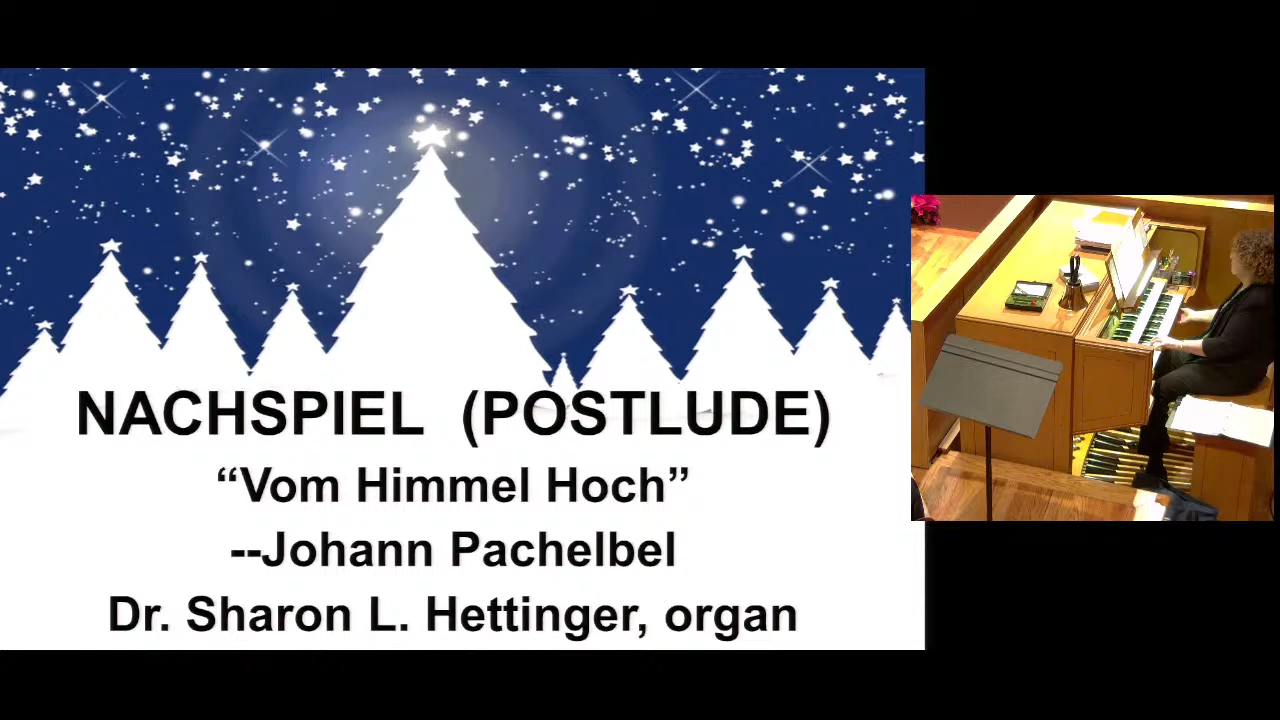 NACHSPIEL (POSTLUDE)
“Vom Himmel Hoch”
--Johann Pachelbel
Dr. Sharon L. Hettinger, organ